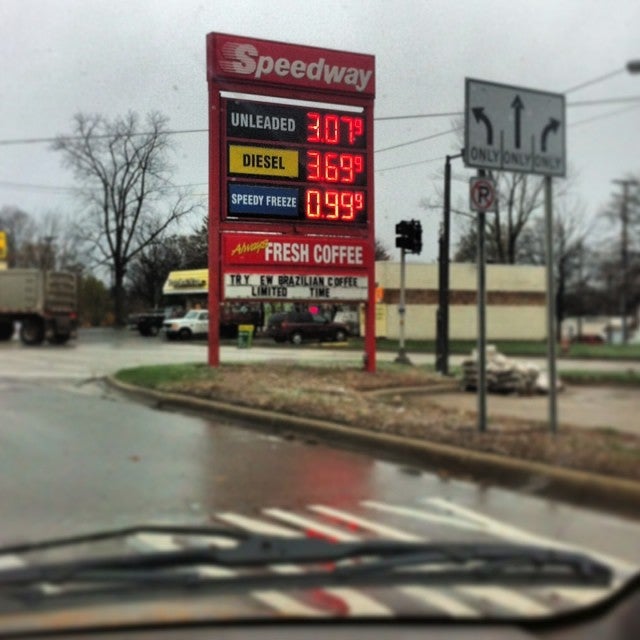 Speedway
UNLEADED 3.07 9
DIESEL 3.69 9
SPEEDY FREEZE 0.99 9
Always FRESH COFFEE
TRY EW BRAZILIAN COFFEE
LIMITED TIME
ONLY ONLY ONLY
P